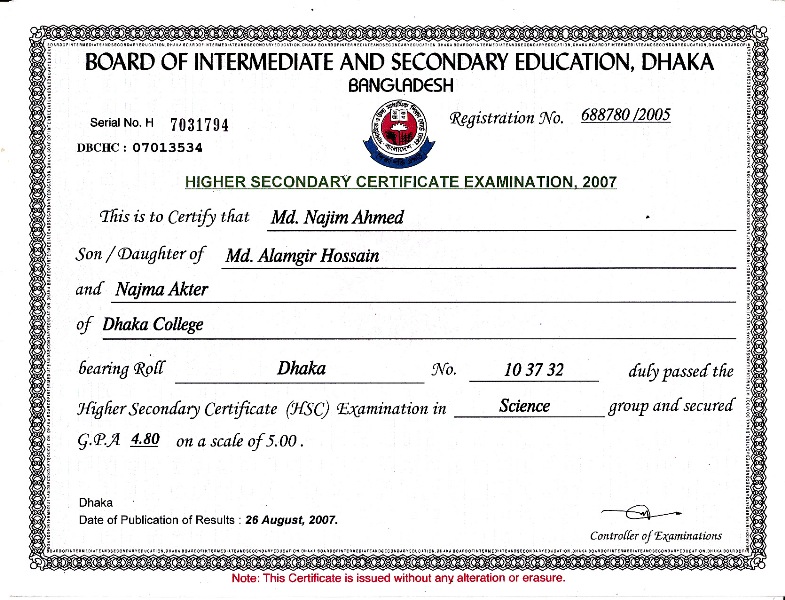 BOARD OF INTERMEDIATE AND SECONDARY EDUCATION, DHAKA
BANGLADESH
Serial No. H 7031794
Registration No. 688780 /2005
DBCHC : 07013534
HIGHER SECONDARY CERTIFICATE EXAMINATION, 2007
This is to Certify that Md. Najim Ahmed
Son / Daughter of Md. Alamgir Hossain
and Najma Akter
of Dhaka College
bearing Roll Dhaka No. 10 37 32 duly passed the
Higher Secondary Certificate (HSC) Examination in Science group and secured
G.P.A 4.80 on a scale of 5.00 .
Dhaka
Date of Publication of Results : 26 August, 2007.
Controller of Examinations
Note: This Certificate is issued without any alteration or erasure.